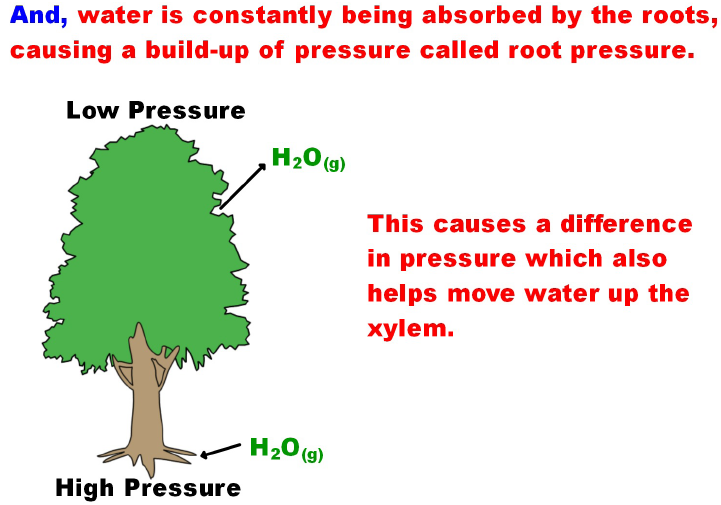 And, water is constantly being absorbed by the roots,
causing a build-up of pressure called root pressure.
Low Pressure
H₂O(g)
This causes a difference
in pressure which also
helps move water up the
xylem.
H₂O(g)
High Pressure